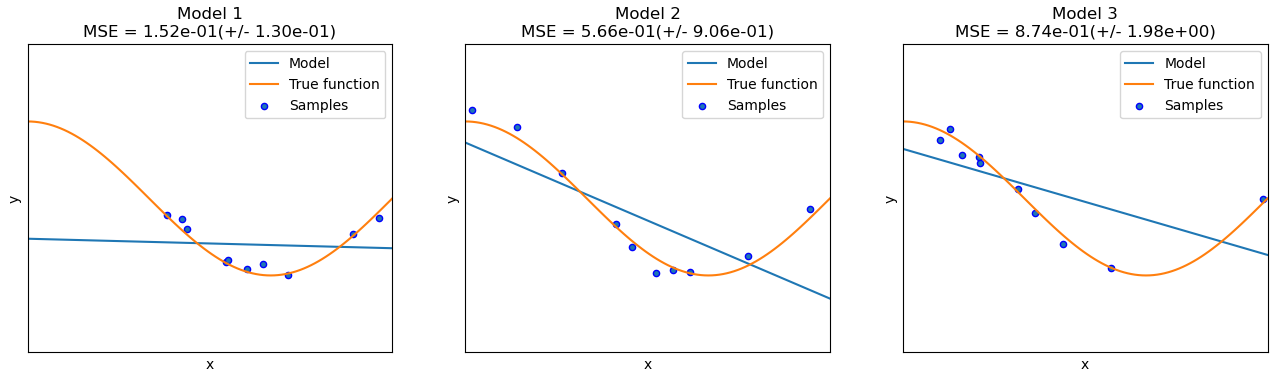 Model 1
MSE = 1.52e-01(+/- 1.30e-01)
Model
True function
Samples
y
x
Model 2
MSE = 5.66e-01(+/- 9.06e-01)
Model
True function
Samples
y
x
Model 3
MSE = 8.74e-01(+/- 1.98e+00)
Model
True function
Samples
y
x